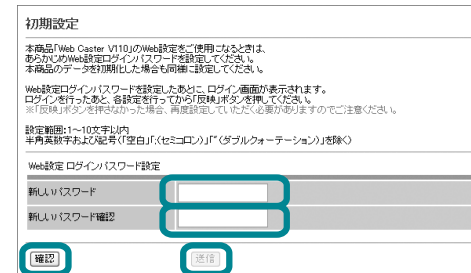 初期設定
本商品「Web Caster V110」のWeb設定をご使用になるときは、
あらかじめWeb設定ログインパスワードを設定してください。
本商品のデータを初期化した場合も同様に設定してください。
Web設定ログインパスワードを設定したあとに、ログイン画面が表示されます。
ログインを行ったあと、各設定を行ってから「反映」ボタンを押してください。
※「反映」ボタンを押さなかった場合、再度設定していただく必要がありますのでご注意ください。
設定範囲:1～10文字以内
半角英数字および記号(「空白」「;(セミコロン)」「"(ダブルクォーテーション)」を除く)
Web設定 ログインパスワード設定
新しいパスワード
新しいパスワード確認
確認
送信